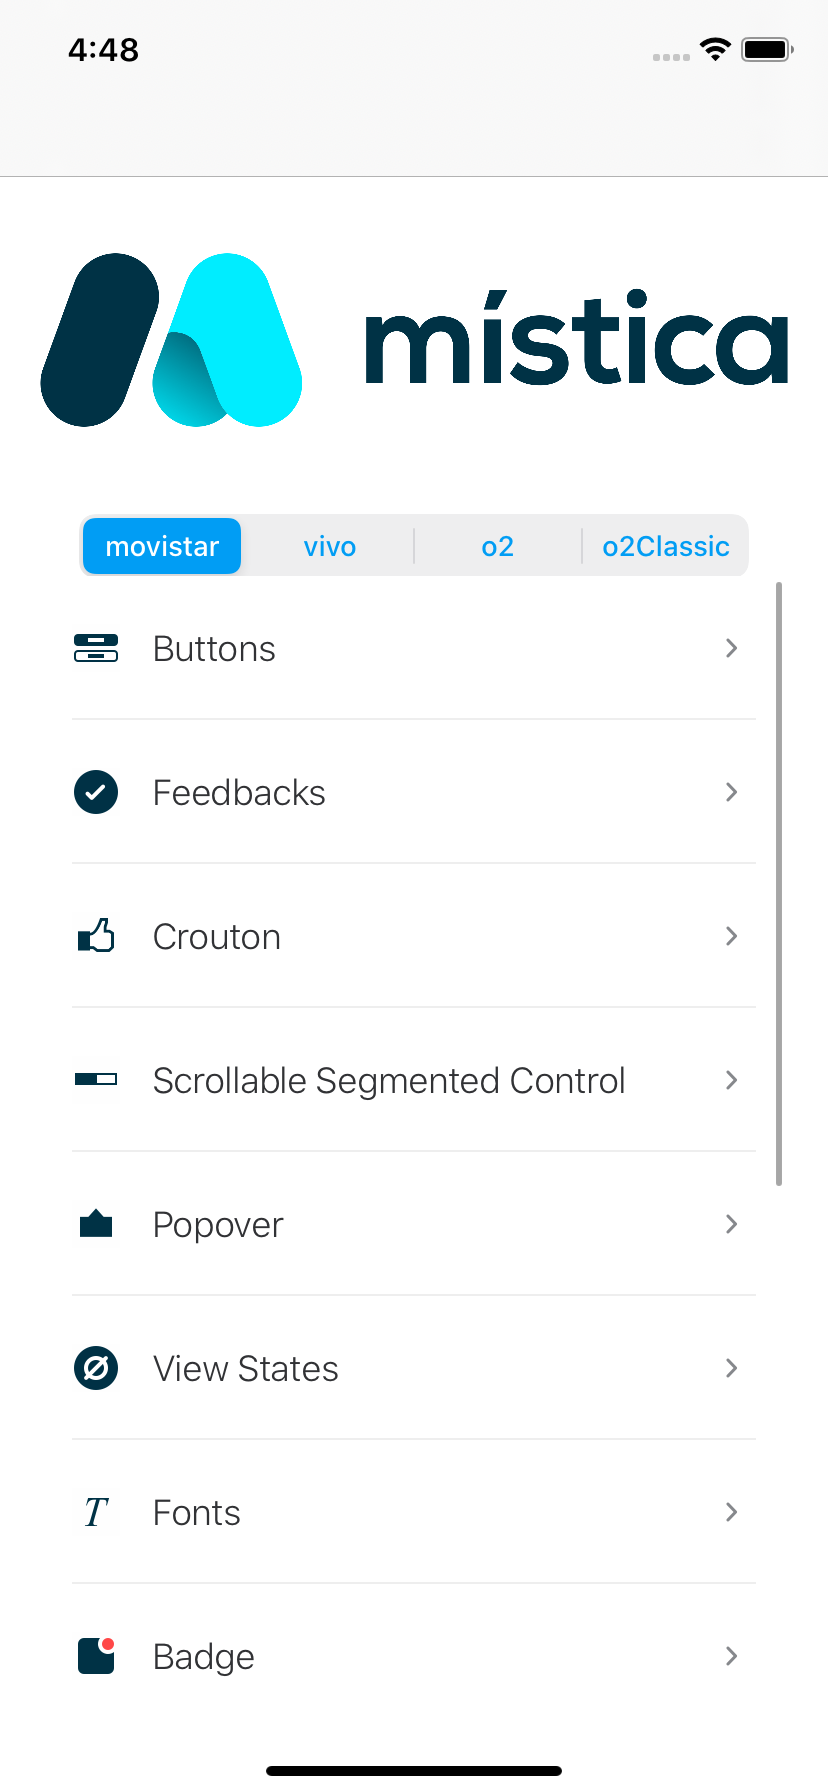 4:48
mística
movistar vivo o2 o2Classic
Buttons
Feedbacks
Crouton
Scrollable Segmented Control
Popover
View States
T Fonts
Badge